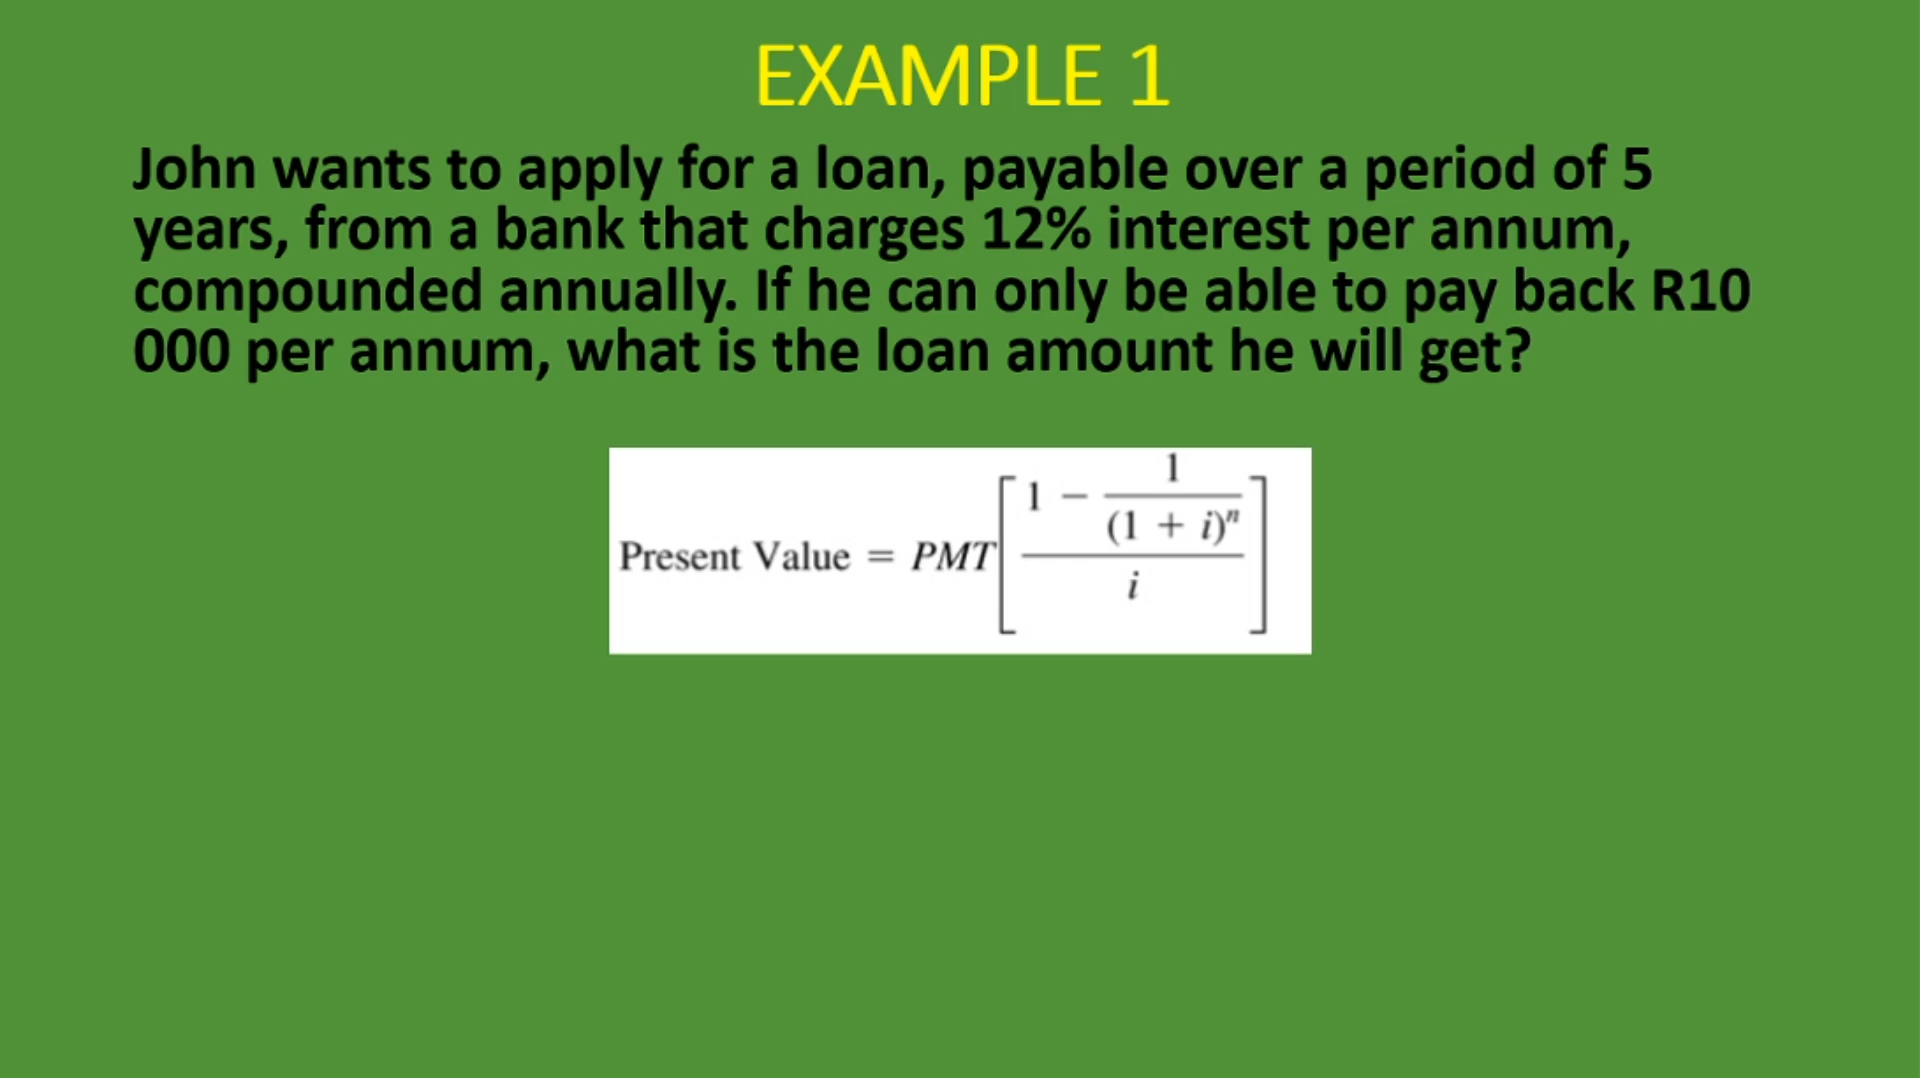 EXAMPLE 1
John wants to apply for a loan, payable over a period of 5
years, from a bank that charges 12% interest per annum,
compounded annually. If he can only be able to pay back R10
000 per annum, what is the loan amount he will get?
Present Value = PMT[(1 - 1/(1 + i)ⁿ)/i]